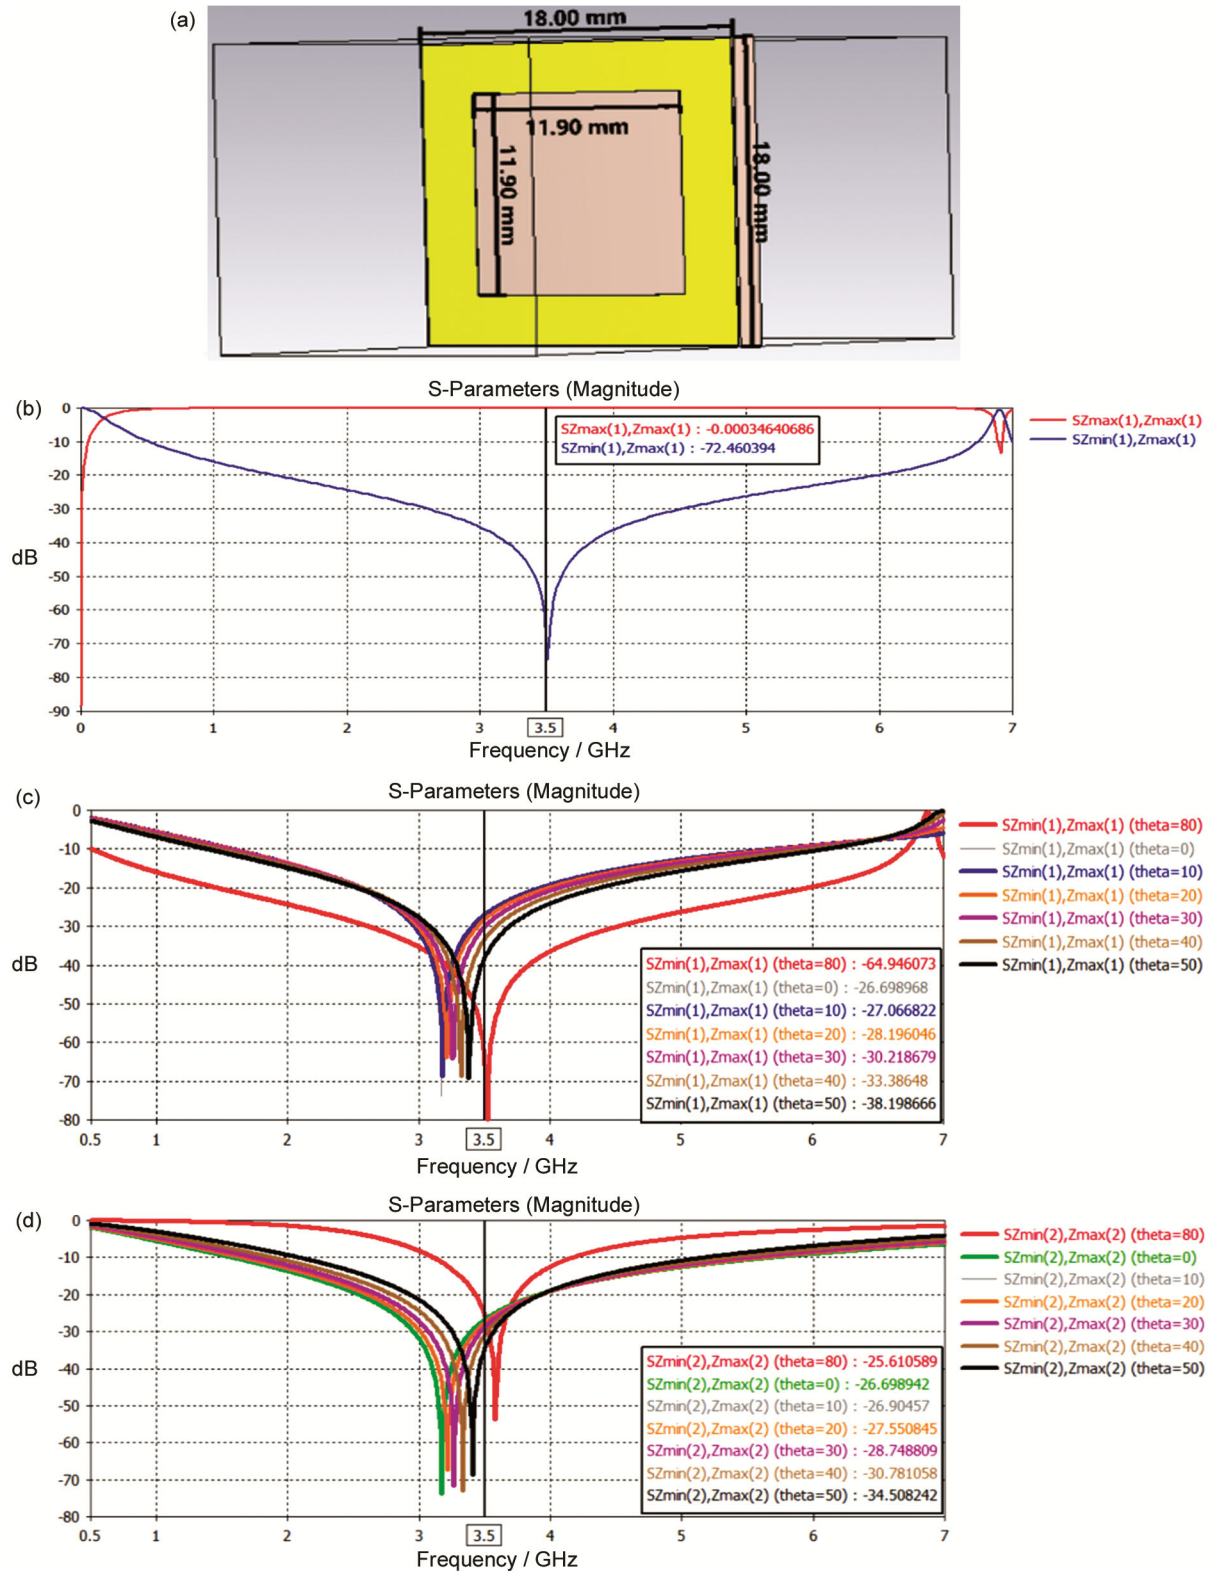 (a)
18.00 mm
11.90 mm
11.90 mm
18.00 mm
(b)
S-Parameters (Magnitude)
0
-10
-20
-30
-40
-50
-60
-70
-80
-90
dB
SZmax(1),Zmax(1) : -0.00034640686
SZmin(1),Zmax(1) : -72.460394
SZmax(1),Zmax(1)
SZmin(1),Zmax(1)
0 1 2 3 3.5 4 5 6 7
Frequency / GHz
(c)
S-Parameters (Magnitude)
0
-10
-20
-30
-40
-50
-60
-70
-80
dB
SZmin(1),Zmax(1) (theta=80)
SZmin(1),Zmax(1) (theta=0)
SZmin(1),Zmax(1) (theta=10)
SZmin(1),Zmax(1) (theta=20)
SZmin(1),Zmax(1) (theta=30)
SZmin(1),Zmax(1) (theta=40)
SZmin(1),Zmax(1) (theta=50)
SZmin(1),Zmax(1) (theta=80) : -64.946073
SZmin(1),Zmax(1) (theta=0) : -26.698968
SZmin(1),Zmax(1) (theta=10) : -27.066822
SZmin(1),Zmax(1) (theta=20) : -28.196046
SZmin(1),Zmax(1) (theta=30) : -30.218679
SZmin(1),Zmax(1) (theta=40) : -33.38648
SZmin(1),Zmax(1) (theta=50) : -38.198666
0.5 1 2 3 3.5 4 5 6 7
Frequency / GHz
(d)
S-Parameters (Magnitude)
0
-10
-20
-30
-40
-50
-60
-70
-80
dB
SZmin(2),Zmax(2) (theta=80)
SZmin(2),Zmax(2) (theta=0)
SZmin(2),Zmax(2) (theta=10)
SZmin(2),Zmax(2) (theta=20)
SZmin(2),Zmax(2) (theta=30)
SZmin(2),Zmax(2) (theta=40)
SZmin(2),Zmax(2) (theta=50)
SZmin(2),Zmax(2) (theta=80) : -25.610589
SZmin(2),Zmax(2) (theta=0) : -26.698942
SZmin(2),Zmax(2) (theta=10) : -26.90457
SZmin(2),Zmax(2) (theta=20) : -27.550845
SZmin(2),Zmax(2) (theta=30) : -28.748809
SZmin(2),Zmax(2) (theta=40) : -30.781058
SZmin(2),Zmax(2) (theta=50) : -34.508242
0.5 1 2 3 3.5 4 5 6 7
Frequency / GHz